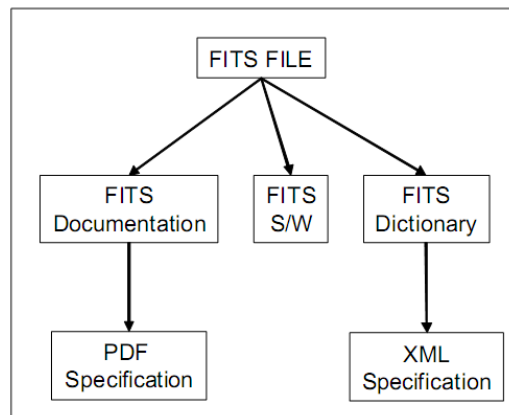 FITS FILE
FITS
Documentation
FITS
S/W
FITS
Dictionary
PDF
Specification
XML
Specification